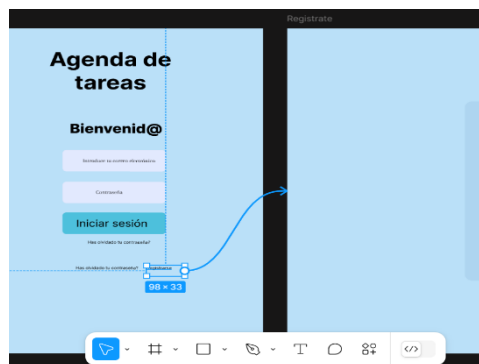 Registrate
Agenda de
tareas
Bienvenid@
Contraseña
Iniciar sesión
Has olvidado tu contraseña?
Has olvidado tu contraseña?
98 × 33
T